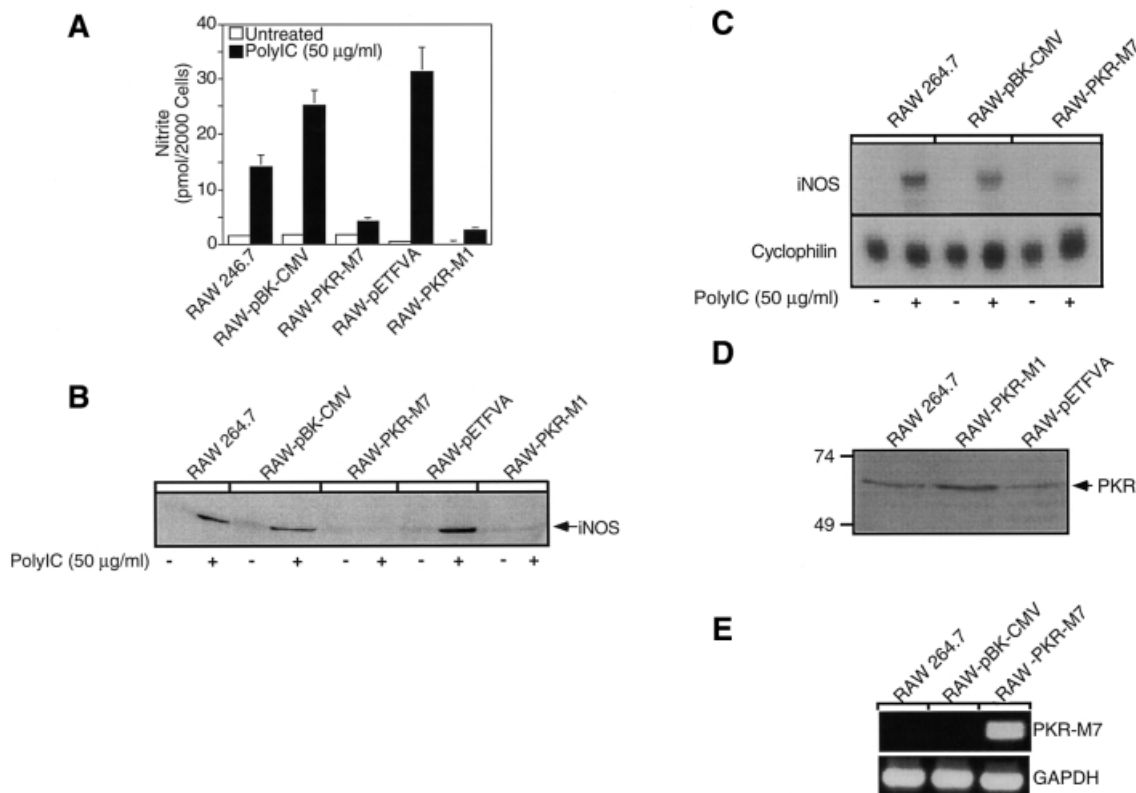 A
40
30
20
10
0
Nitrite
(pmol/2000 Cells)
Untreated
PolyIC (50 µg/ml)
RAW 246.7
RAW-pBK-CMV
RAW-PKR-M7
RAW-pETFVA
RAW-PKR-M1
B
RAW 264.7
RAW-pBK-CMV
RAW-PKR-M7
RAW-pETFVA
RAW-PKR-M1
iNOS
PolyIC (50 µg/ml) - + - + - + - + - +
C
RAW 264.7
RAW-pBK-CMV
RAW-PKR-M7
iNOS
Cyclophilin
PolyIC (50 µg/ml) - + - + - +
D
RAW 264.7
RAW-PKR-M1
RAW-pETFVA
74
PKR
49
E
RAW 264.7
RAW-pBK-CMV
RAW -PKR-M7
PKR-M7
GAPDH